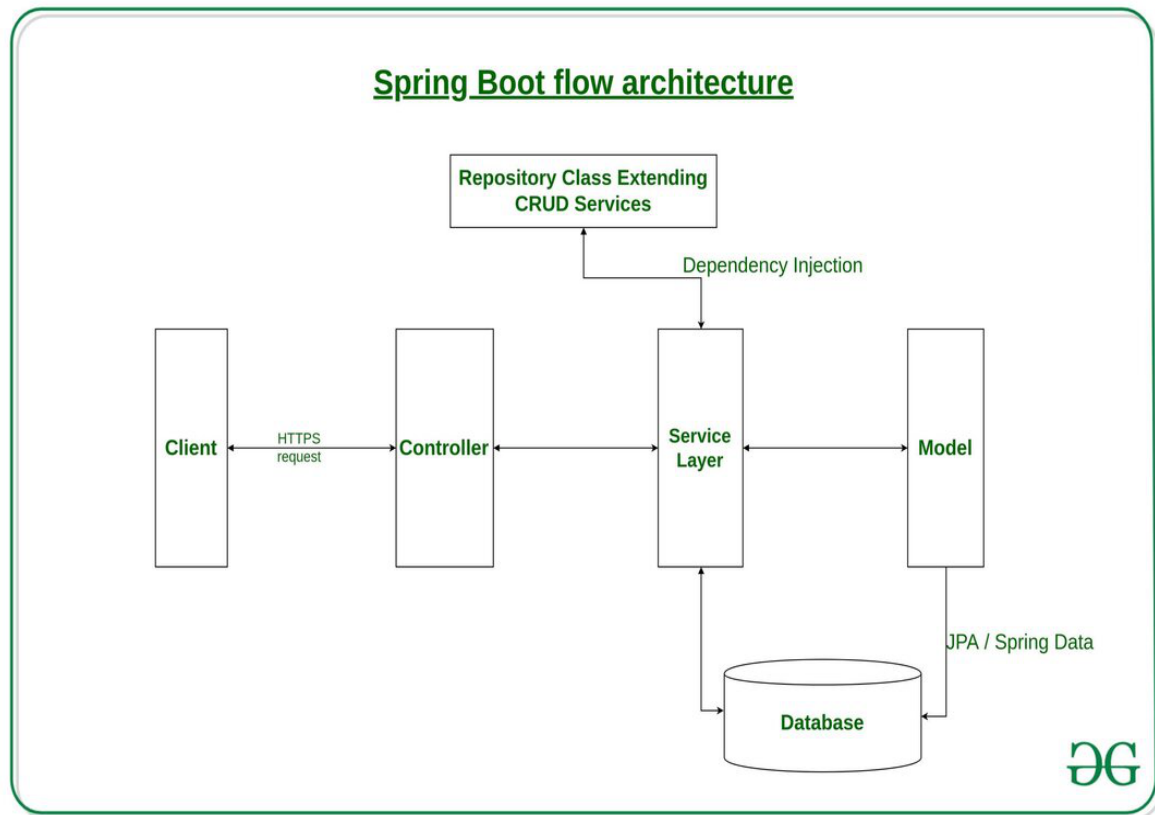 Spring Boot flow architecture
Repository Class Extending
CRUD Services
Dependency Injection
Client
HTTPS
request
Controller
Service
Layer
Model
JPA / Spring Data
Database